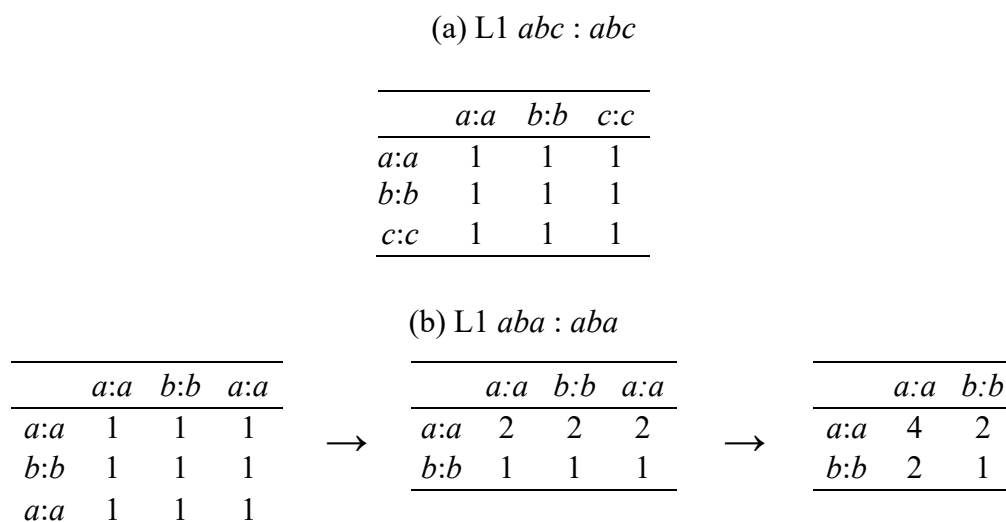 (a) L1 abc : abc
a:a b:b c:c
a:a 1 1 1
b:b 1 1 1
c:c 1 1 1
(b) L1 aba : aba
a:a b:b a:a
a:a 1 1 1
b:b 1 1 1
a:a 1 1 1
→
a:a b:b a:a
a:a 2 2 2
b:b 1 1 1
→
a:a b:b
a:a 4 2
b:b 2 1